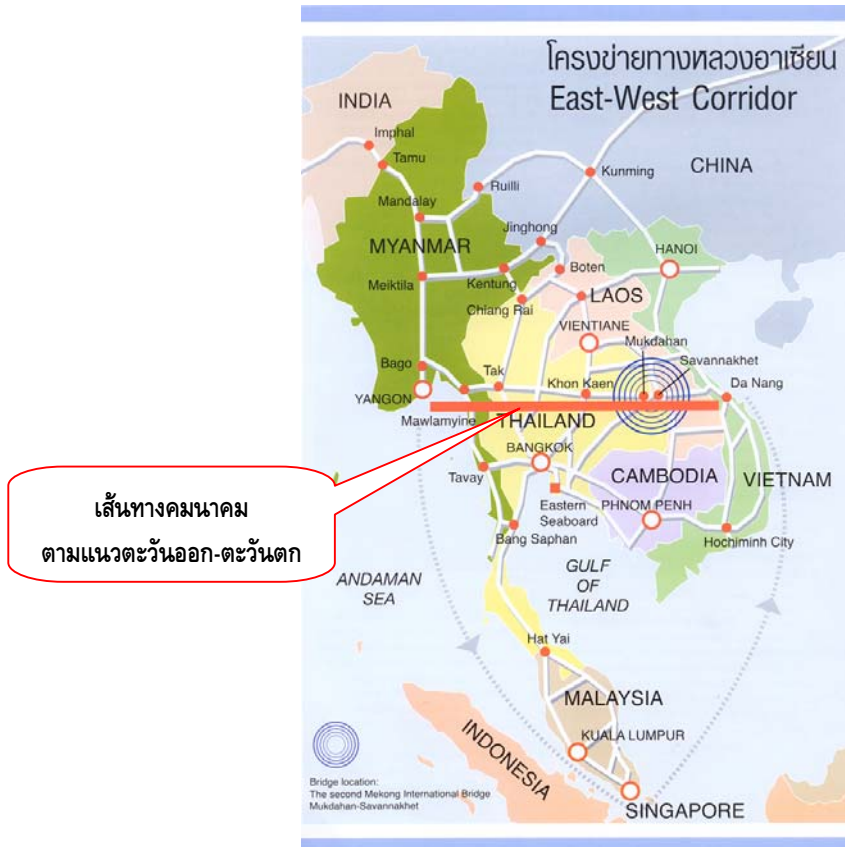 โครงข่ายทางหลวงอาเซียน
East-West Corridor
INDIA
Imphal
Tamu
CHINA
Kunming
Ruilli
Mandalay
Jinghong
MYANMAR
HANOI
Boten
Meiktila
Kentung
LAOS
Chiang Rai
VIENTIANE
Mukdahan
Savannakhet
Bago
Tak
Khon Kaen
Da Nang
YANGON
Mawlamyine
THAILAND
BANGKOK
Tavay
CAMBODIA
VIETNAM
Eastern
Seaboard
PHNOM PENH
เส้นทางคมนาคม
ตามแนวตะวันออก-ตะวันตก
Bang Saphan
Hochiminh City
GULF
OF
THAILAND
ANDAMAN
SEA
Hat Yai
MALAYSIA
KUALA LUMPUR
INDONESIA
SINGAPORE
Bridge location:
The second Mekong International Bridge
Mukdahan-Savannakhet